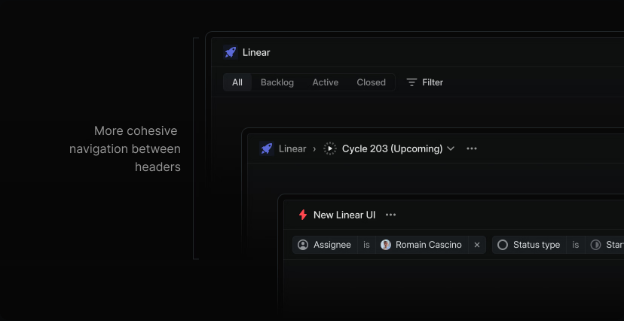 Linear
All Backlog Active Closed Filter
More cohesive
navigation between
headers
Linear › Cycle 203 (Upcoming)
New Linear UI
Assignee is Romain Cascino × Status type is